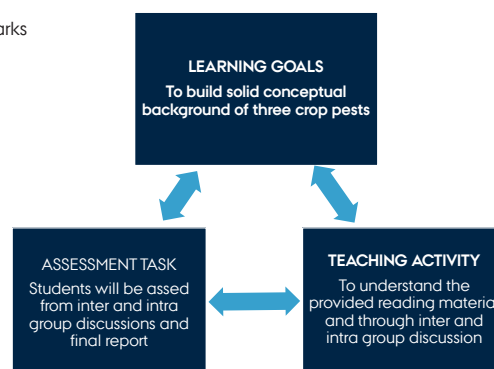 LEARNING GOALS
To build solid conceptual
background of three crop pests
ASSESSMENT TASK
Students will be assed
from inter and intra
group discussions and
final report
TEACHING ACTIVITY
To understand the
provided reading materia
and through inter and
intra group discussion